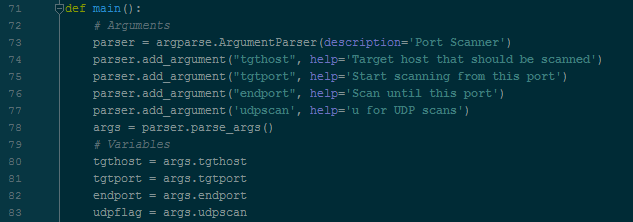 71 def main():
72 # Arguments
73 parser = argparse.ArgumentParser(description='Port Scanner')
74 parser.add_argument("tgthost", help='Target host that should be scanned')
75 parser.add_argument("tgtport", help='Start scanning from this port')
76 parser.add_argument("endport", help='Scan until this port')
77 parser.add_argument('udpscan', help='u for UDP scans')
78 args = parser.parse_args()
79 # Variables
80 tgthost = args.tgthost
81 tgtport = args.tgtport
82 endport = args.endport
83 udpflag = args.udpscan